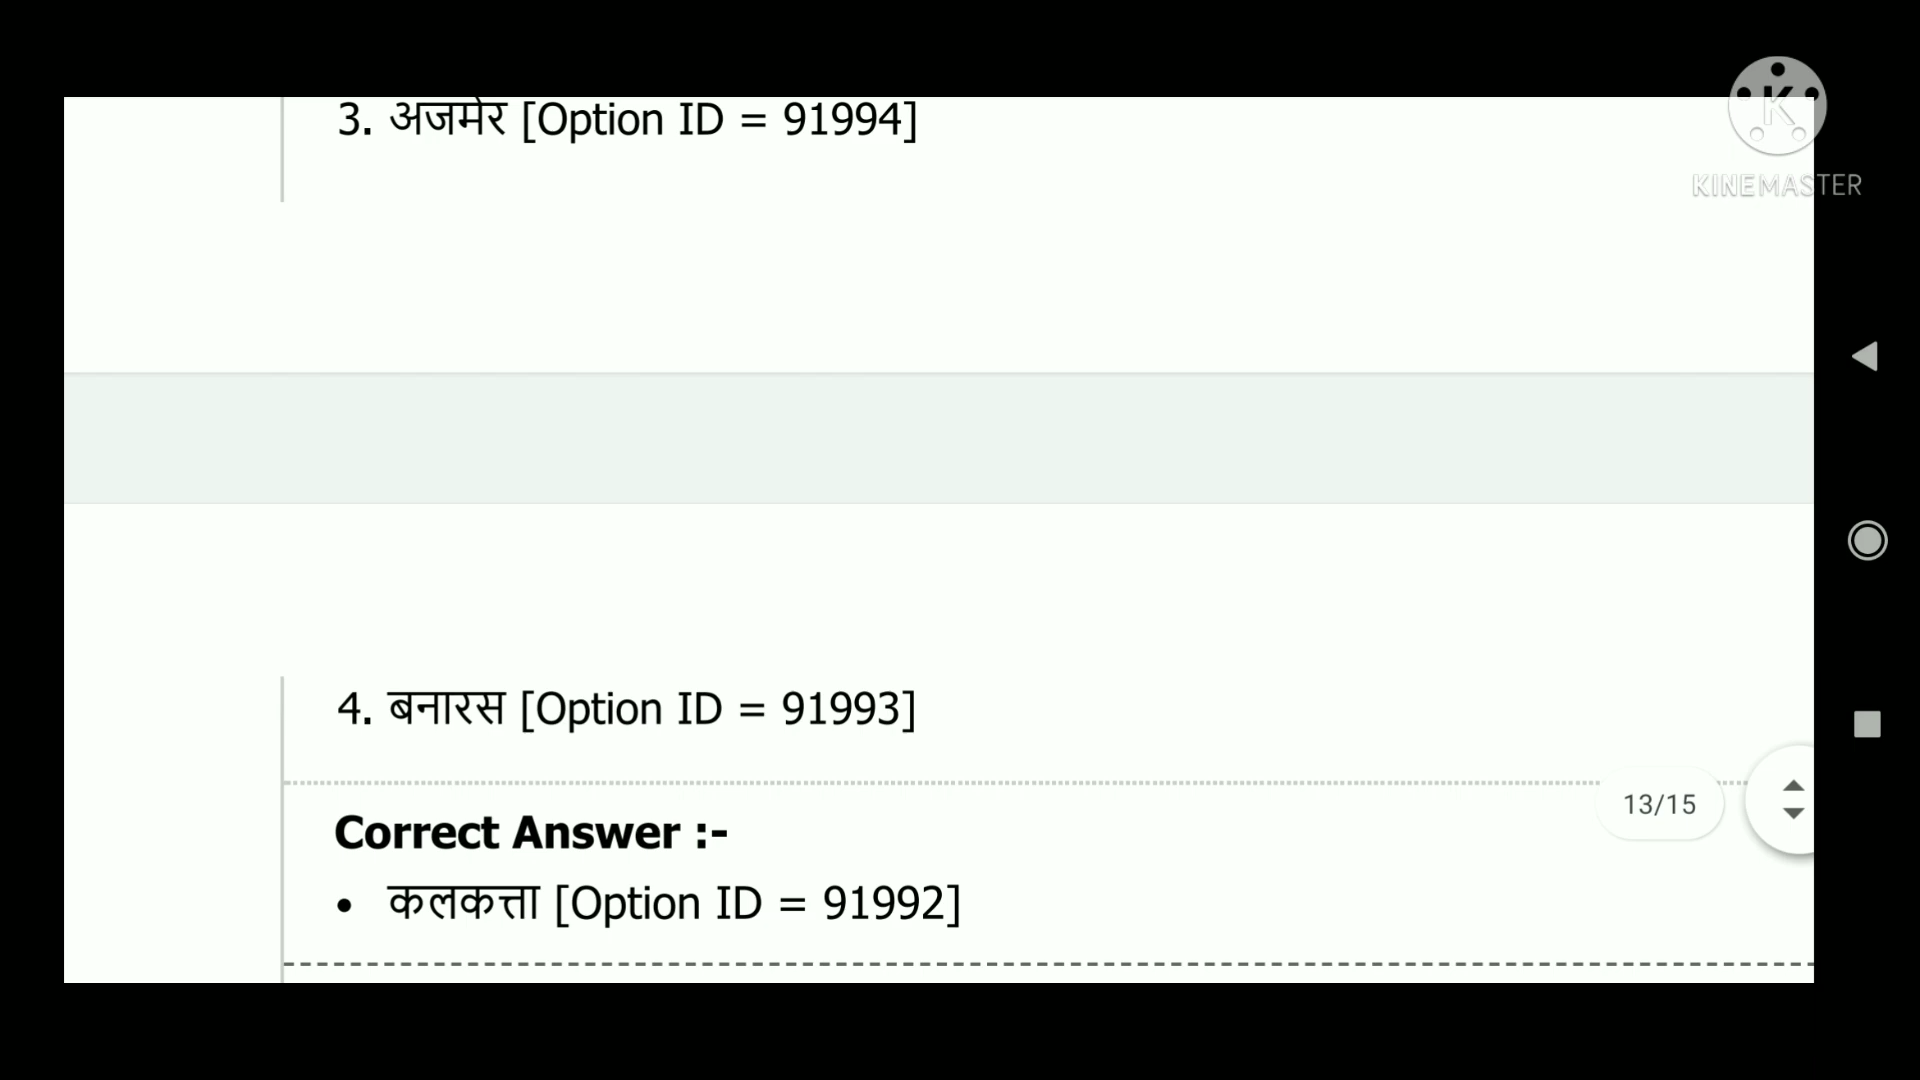 3. अजमेर [Option ID = 91994]
K
KINEMASTER
4. बनारस [Option ID = 91993]
13/15
Correct Answer :-
• कलकत्ता [Option ID = 91992]